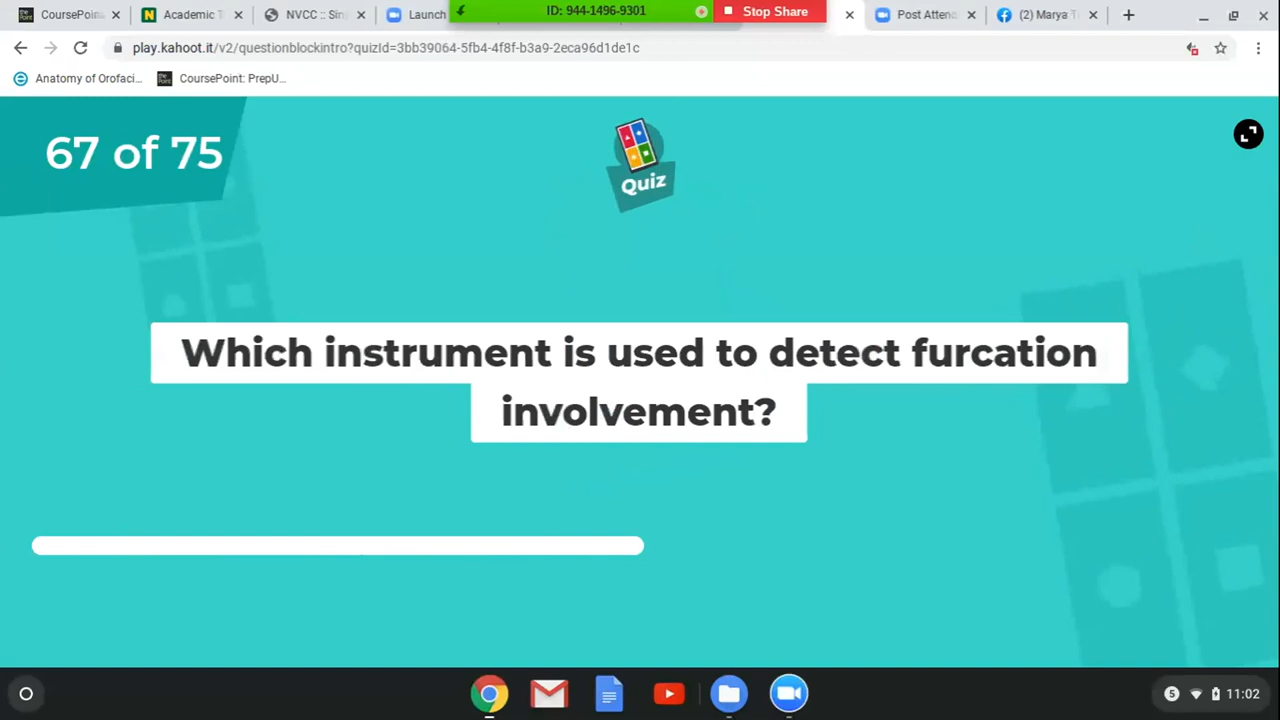 CoursePoin
Academic T
NVCC :: Sin
Launch
ID: 944-1496-9301
Stop Share
Post Atten
(2) Marya T
play.kahoot.it/v2/questionblockintro?quizId=3bb39064-5fb4-4f8f-b3a9-2eca96d1de1c
Anatomy of Orofaci...
CoursePoint: PrepU...
67 of 75
Quiz
Which instrument is used to detect furcation
involvement?
5
11:02